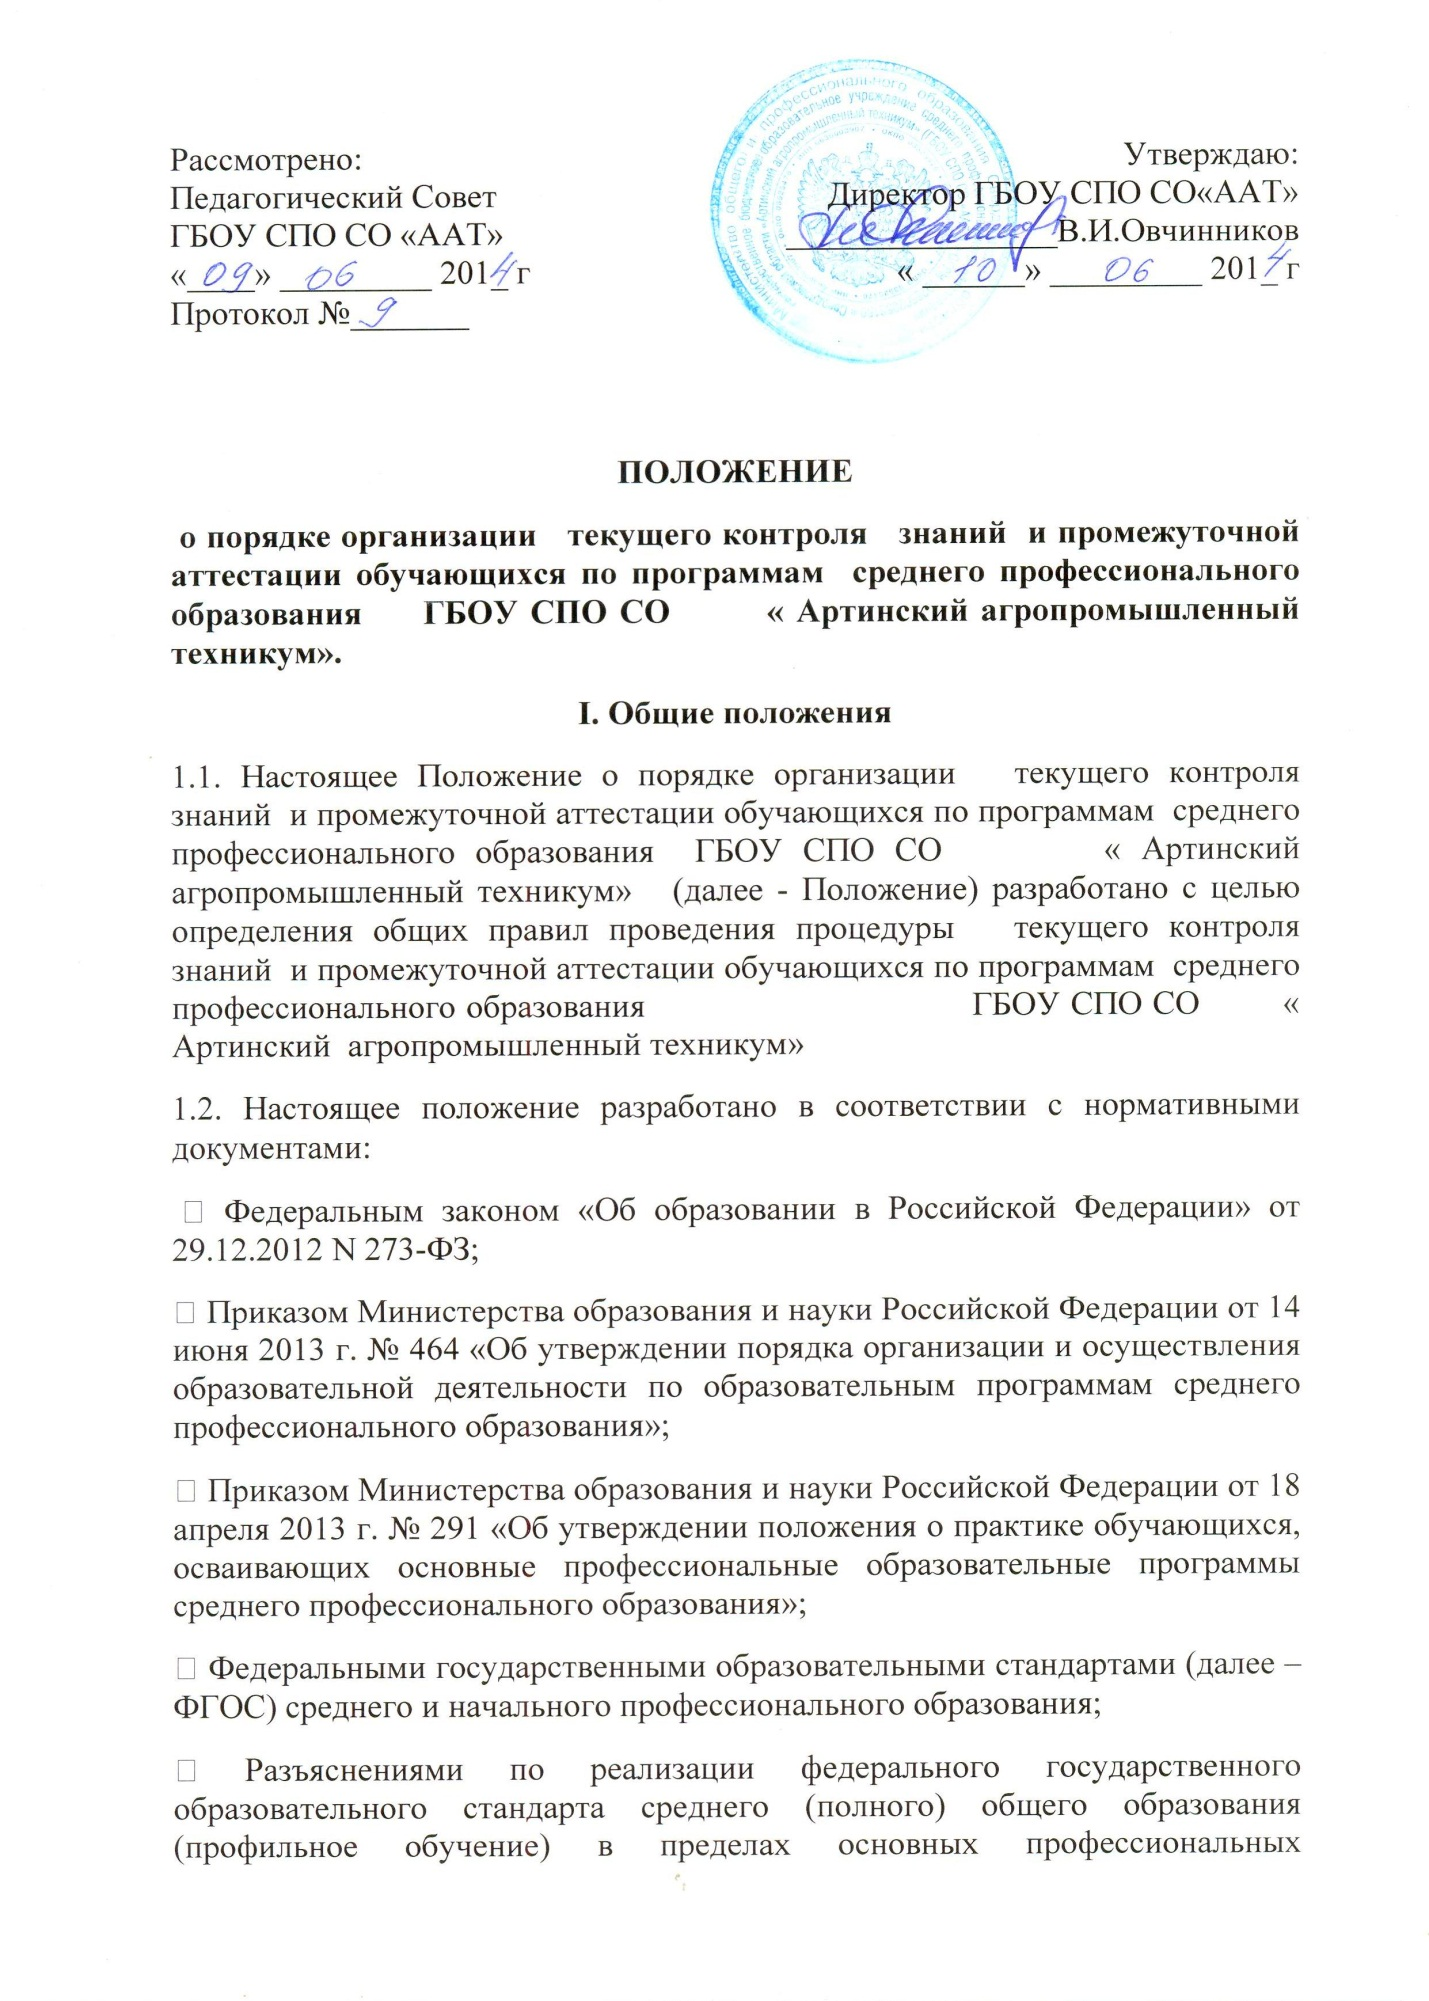 Рассмотрено:
Педагогический Совет
ГБОУ СПО СО «ААТ»
«09» 06 2014 г
Протокол № 9
Утверждаю:
Директор ГБОУ СПО СО«ААТ»
В.И.Овчинников
« 10 » 06 2014 г
ПОЛОЖЕНИЕ
о порядке организации текущего контроля знаний и промежуточной
аттестации обучающихся по программам среднего профессионального
образования ГБОУ СПО СО « Артинский агропромышленный
техникум».
I. Общие положения
1.1. Настоящее Положение о порядке организации текущего контроля
знаний и промежуточной аттестации обучающихся по программам среднего
профессионального образования ГБОУ СПО СО « Артинский
агропромышленный техникум» (далее - Положение) разработано с целью
определения общих правил проведения процедуры текущего контроля
знаний и промежуточной аттестации обучающихся по программам среднего
профессионального образования ГБОУ СПО СО «
Артинский агропромышленный техникум»
1.2. Настоящее положение разработано в соответствии с нормативными
документами:
Федеральным законом «Об образовании в Российской Федерации» от
29.12.2012 N 273-ФЗ;
Приказом Министерства образования и науки Российской Федерации от 14
июня 2013 г. № 464 «Об утверждении порядка организации и осуществления
образовательной деятельности по образовательным программам среднего
профессионального образования»;
Приказом Министерства образования и науки Российской Федерации от 18
апреля 2013 г. № 291 «Об утверждении положения о практике обучающихся,
осваивающих основные профессиональные образовательные программы
среднего профессионального образования»;
Федеральными государственными образовательными стандартами (далее –
ФГОС) среднего и начального профессионального образования;
Разъяснениями по реализации федерального государственного
образовательного стандарта среднего (полного) общего образования
(профильное обучение) в пределах основных профессиональных